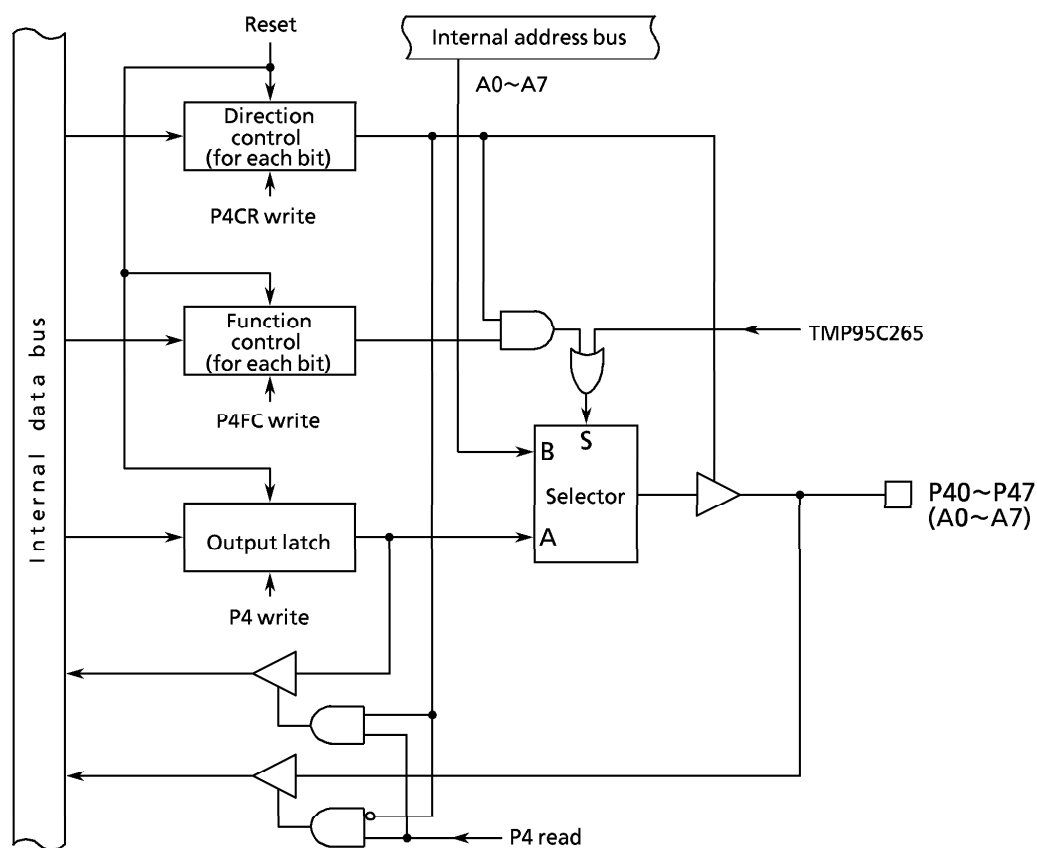 Reset
Internal address bus
A0~A7
Direction
control
(for each bit)
P4CR write
Function
control
(for each bit)
P4FC write
TMP95C265
S
B
Selector
A
P40~P47
(A0~A7)
Output latch
P4 write
P4 read
Internal data bus